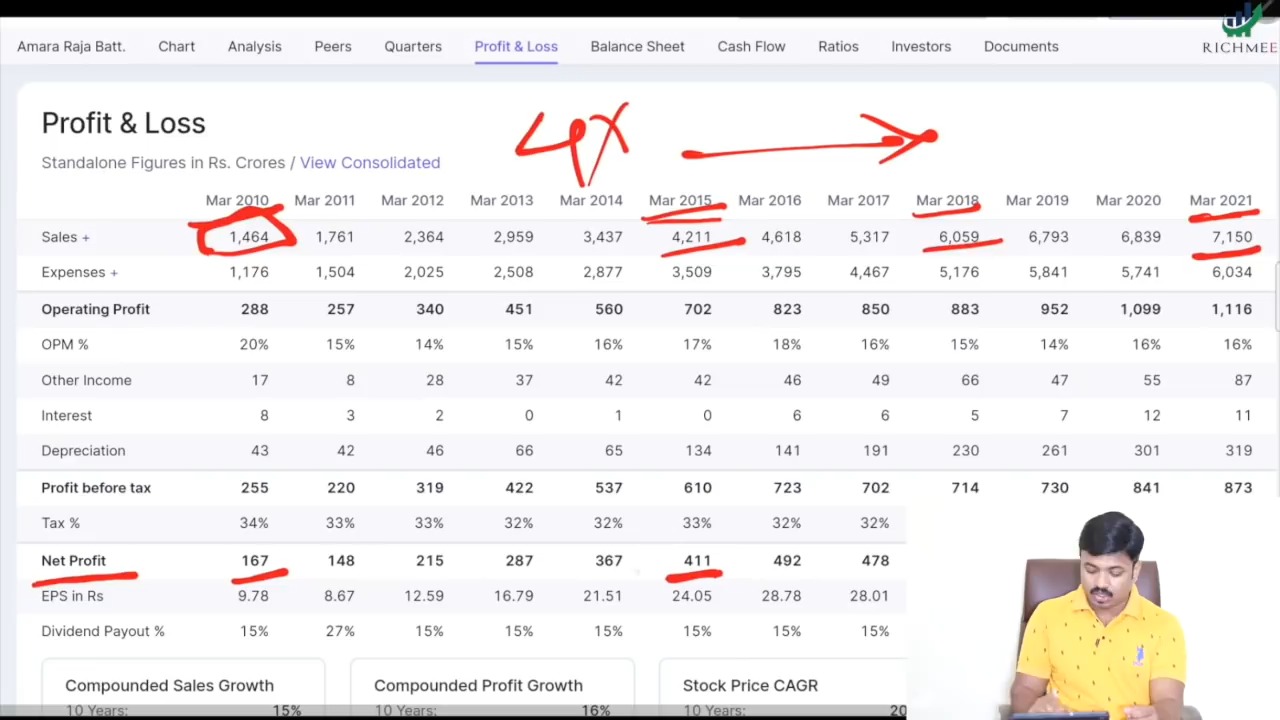 RICHMEE
Amara Raja Batt. Chart Analysis Peers Quarters Profit & Loss Balance Sheet Cash Flow Ratios Investors Documents
Profit & Loss
4x
Standalone Figures in Rs. Crores / View Consolidated
Mar 2010 Mar 2011 Mar 2012 Mar 2013 Mar 2014 Mar 2015 Mar 2016 Mar 2017 Mar 2018 Mar 2019 Mar 2020 Mar 2021
Sales + 1,464 1,761 2,364 2,959 3,437 4,211 4,618 5,317 6,059 6,793 6,839 7,150
Expenses + 1,176 1,504 2,025 2,508 2,877 3,509 3,795 4,467 5,176 5,841 5,741 6,034
Operating Profit 288 257 340 451 560 702 823 850 883 952 1,099 1,116
OPM % 20% 15% 14% 15% 16% 17% 18% 16% 15% 14% 16% 16%
Other Income 17 8 28 37 42 42 46 49 66 47 55 87
Interest 8 3 2 0 1 0 6 6 5 7 12 11
Depreciation 43 42 46 66 65 134 141 191 230 261 301 319
Profit before tax 255 220 319 422 537 610 723 702 714 730 841 873
Tax % 34% 33% 33% 32% 32% 33% 32% 32%
Net Profit 167 148 215 287 367 411 492 478
EPS in Rs 9.78 8.67 12.59 16.79 21.51 24.05 28.78 28.01
Dividend Payout % 15% 27% 15% 15% 15% 15% 15% 15%
Compounded Sales Growth Compounded Profit Growth Stock Price CAGR
10 Years: 15% 10 Years: 16% 10 Years: 20